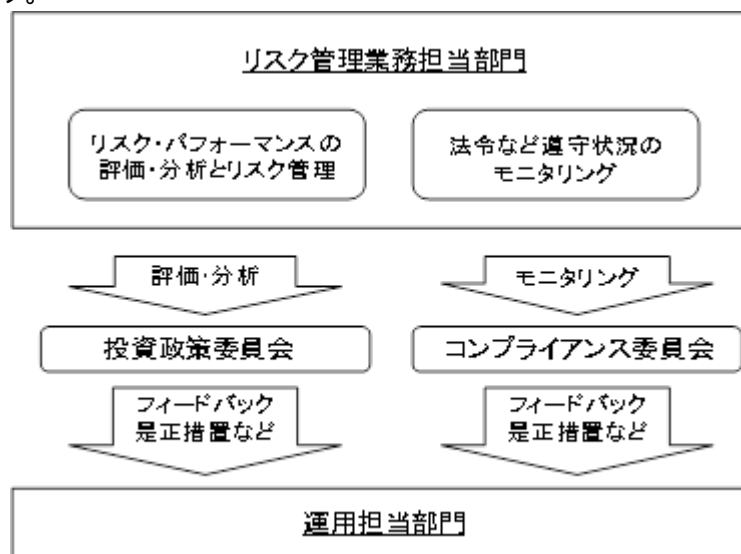 う。
リスク管理業務担当部門
リスク・パフォーマンスの
評価・分析とリスク管理
法令など遵守状況の
モニタリング
評価・分析
モニタリング
投資政策委員会
コンプライアンス委員会
フィードバック
是正措置など
フィードバック
是正措置など
運用担当部門